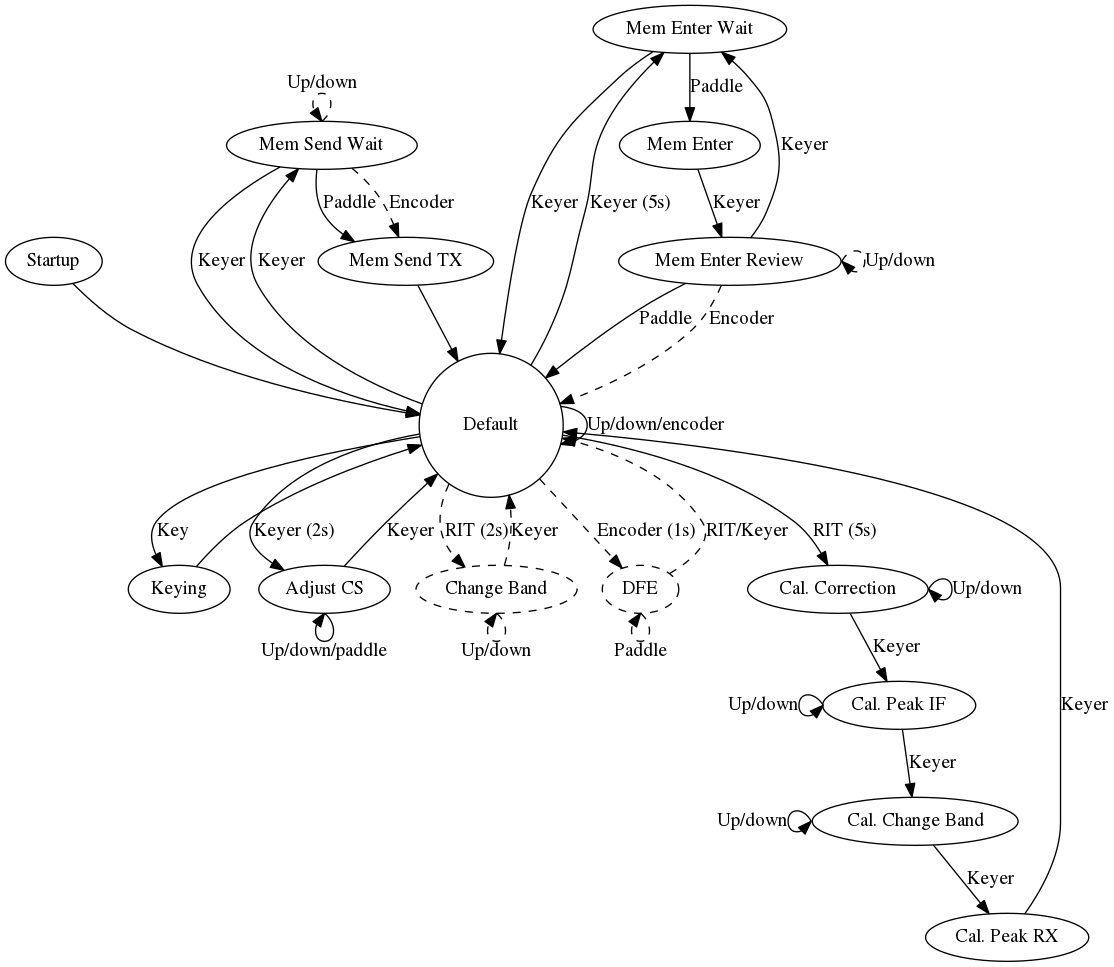 Mem Enter Wait
Up/down
Paddle
Mem Send Wait
Mem Enter
Keyer
Paddle
Encoder
Keyer
Keyer (5s)
Keyer
Startup
Keyer
Keyer
Mem Send TX
Mem Enter Review
Up/down
Paddle
Encoder
Default
Up/down/encoder
Key
Keyer (2s)
Keyer
RIT (2s)
Keyer
Encoder (1s)
RIT/Keyer
RIT (5s)
Keying
Adjust CS
Change Band
DFE
Cal. Correction
Up/down
Up/down/paddle
Up/down
Paddle
Keyer
Up/down
Cal. Peak IF
Keyer
Keyer
Up/down
Cal. Change Band
Keyer
Cal. Peak RX